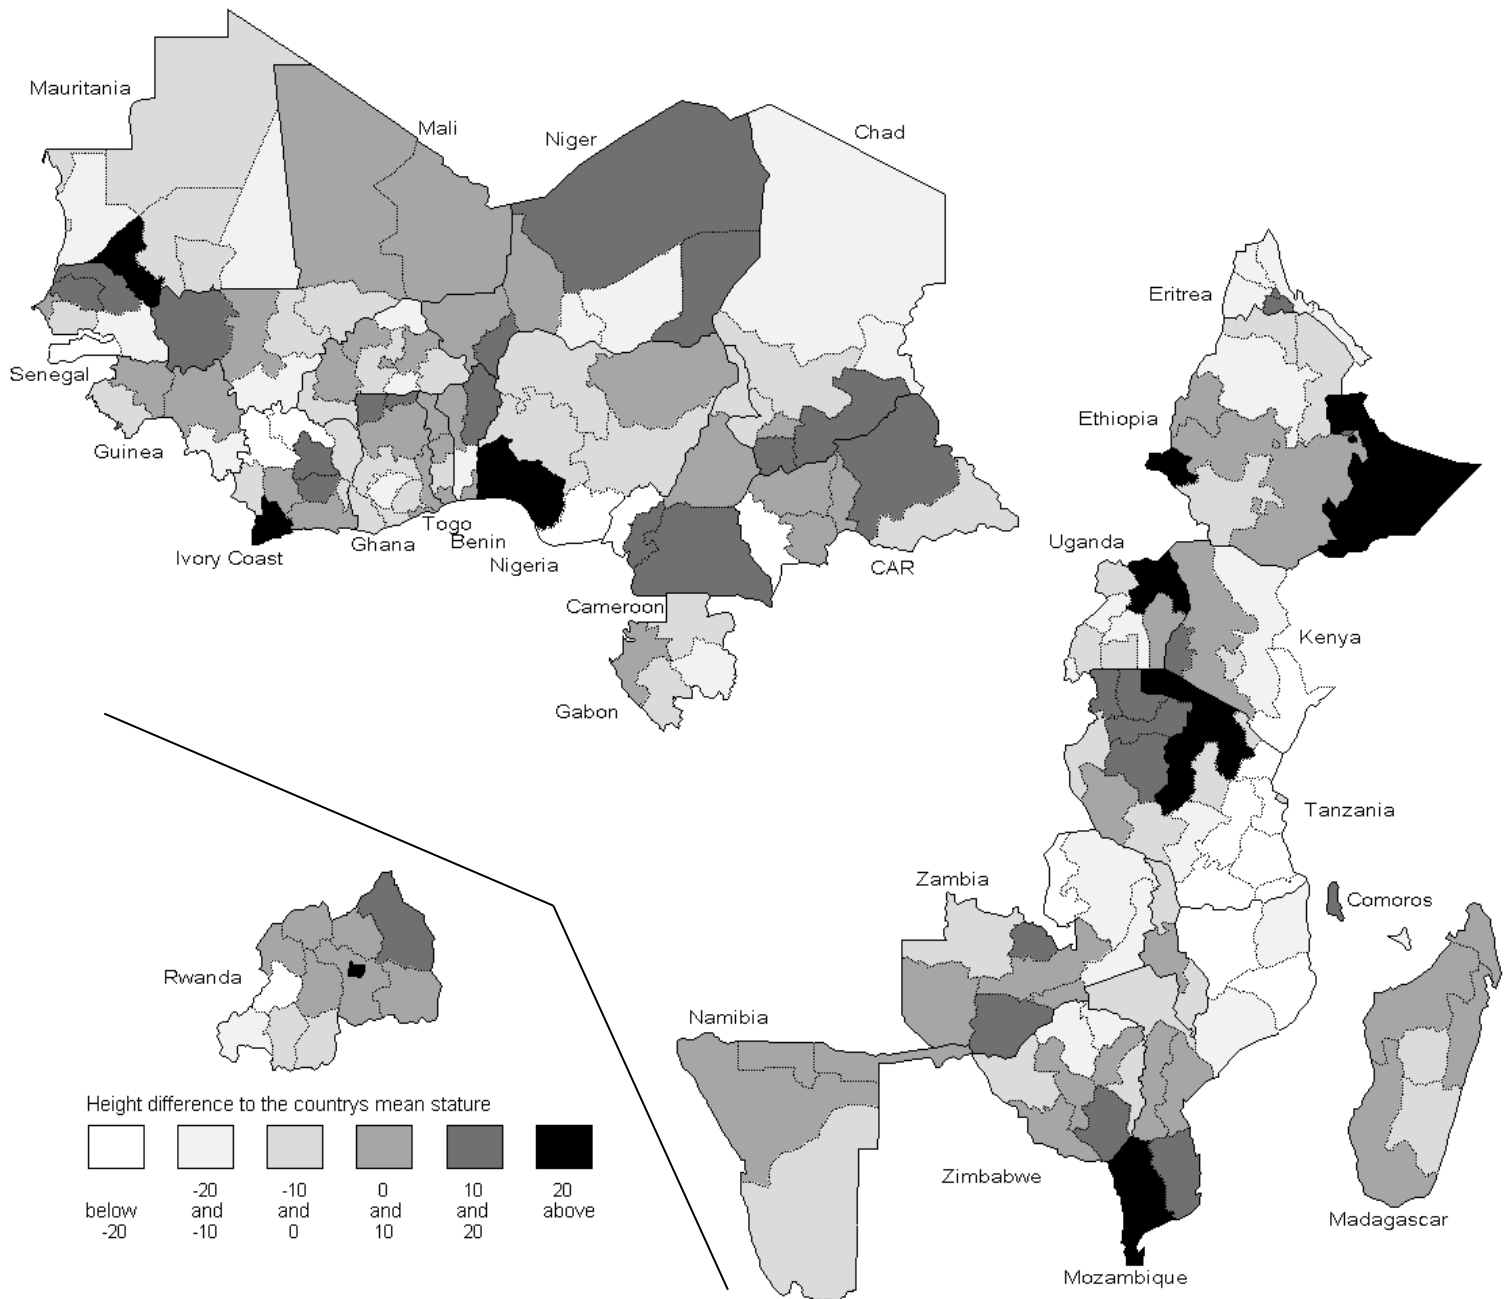 Mauritania
Mali
Niger
Chad
Eritrea
Senegal
Ethiopia
Guinea
Togo
Ivory Coast
Ghana
Benin
Nigeria
CAR
Uganda
Cameroon
Kenya
Gabon
Tanzania
Zambia
Comoros
Rwanda
Namibia
Zimbabwe
Madagascar
Mozambique
Height difference to the countrys mean stature
below
-20
-20
and
-10
-10
and
0
0
and
10
10
and
20
20
above